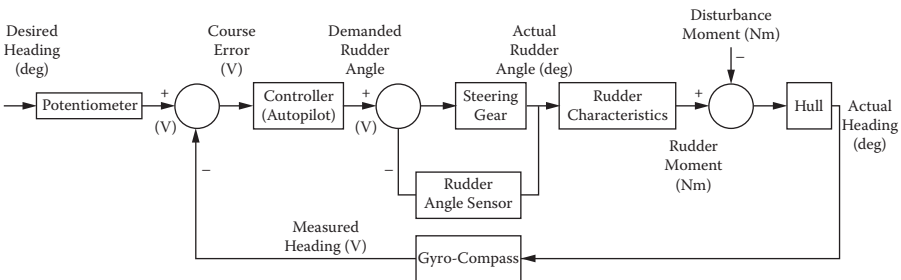 Desired
Heading
(deg)
Potentiometer
+
(V)
−
Course
Error
(V)
Controller
(Autopilot)
Demanded
Rudder
Angle
+
(V)
−
Steering
Gear
Actual
Rudder
Angle (deg)
Rudder
Angle Sensor
Rudder
Characteristics
+
Rudder
Moment
(Nm)
Disturbance
Moment (Nm)
−
Hull
Actual
Heading
(deg)
Measured
Heading (V)
Gyro-Compass